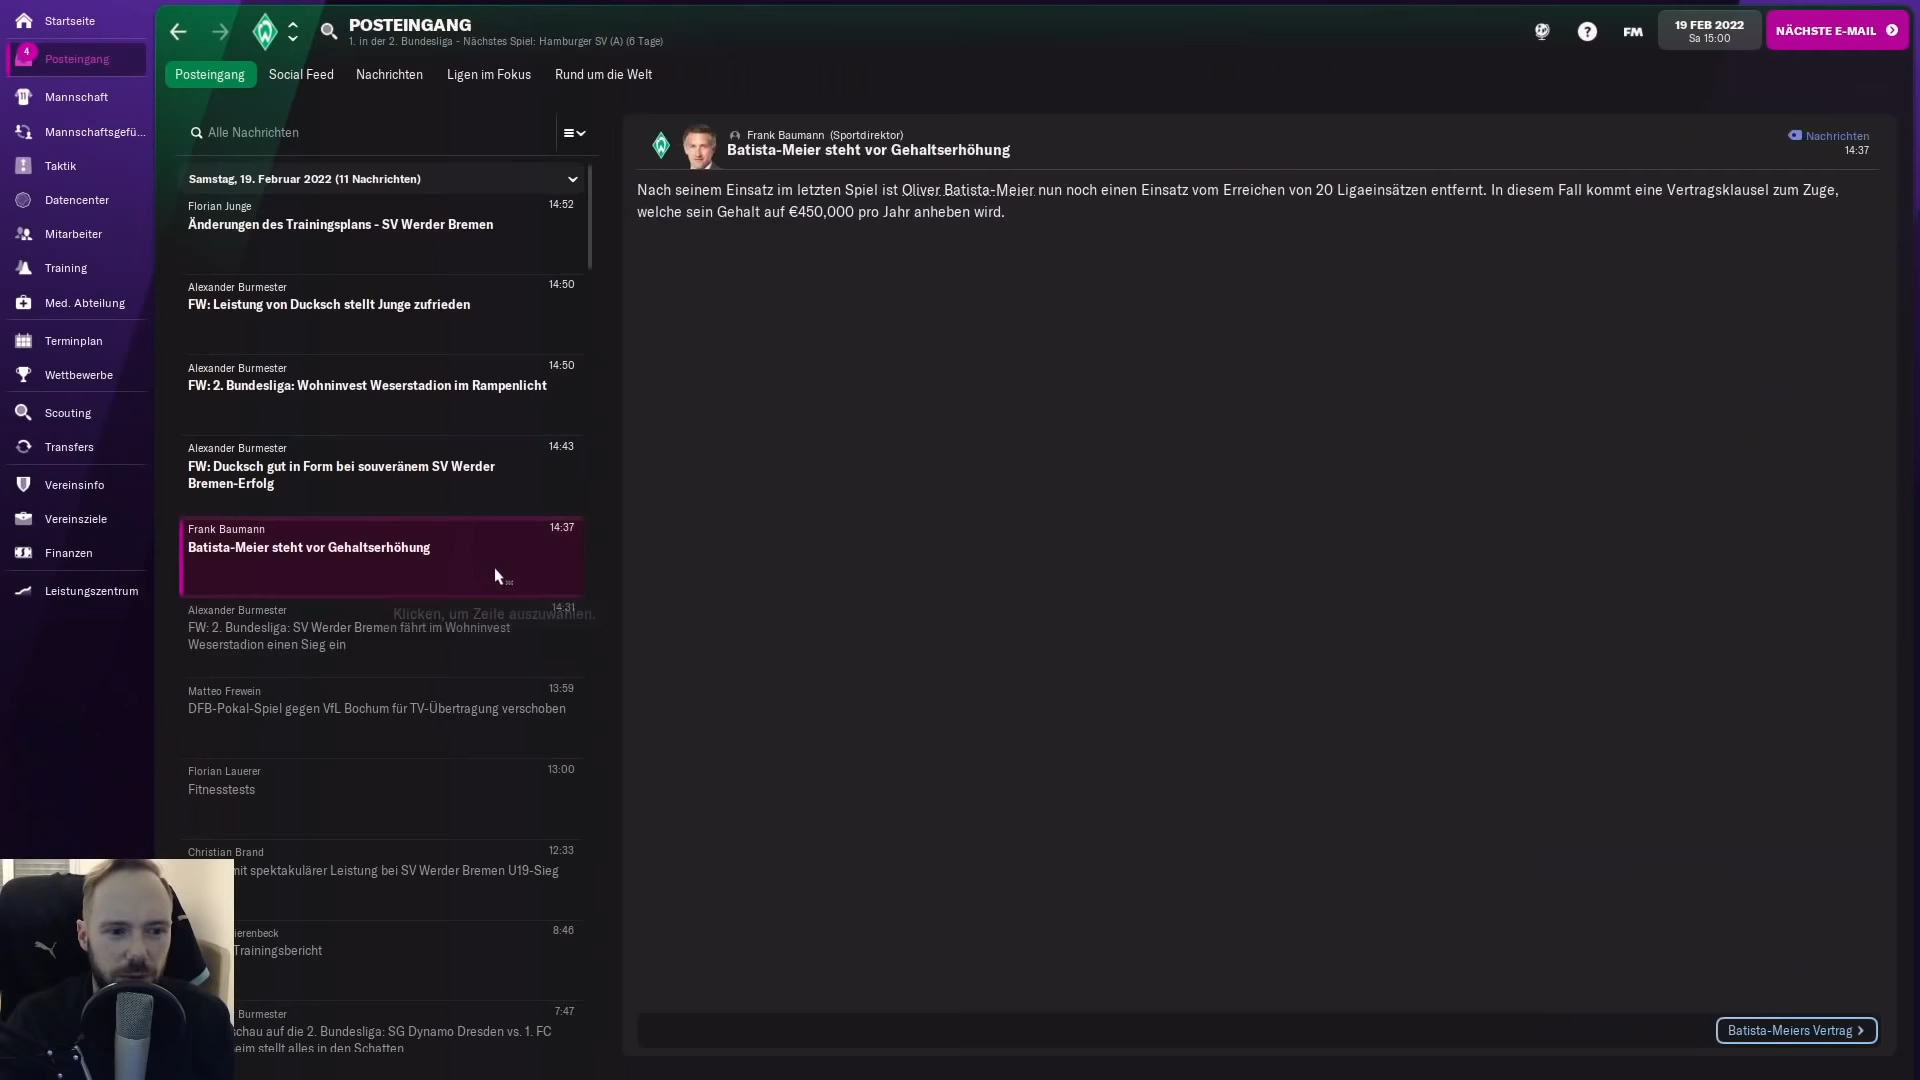 Startseite
4
Posteingang
Mannschaft
Mannschaftsgefü...
Taktik
Datencenter
Mitarbeiter
Training
Med. Abteilung
Terminplan
Wettbewerbe
Scouting
Transfers
Vereinsinfo
Vereinsziele
Finanzen
Leistungszentrum
POSTEINGANG
1. in der 2. Bundesliga - Nächstes Spiel: Hamburger SV (A) (6 Tage)
FM
19 FEB 2022
Sa 15:00
NÄCHSTE E-MAIL
Posteingang
Social Feed
Nachrichten
Ligen im Fokus
Rund um die Welt
Alle Nachrichten
Samstag, 19. Februar 2022 (11 Nachrichten)
Florian Junge 14:52
Änderungen des Trainingsplans - SV Werder Bremen
Alexander Burmester 14:50
FW: Leistung von Ducksch stellt Junge zufrieden
Alexander Burmester 14:50
FW: 2. Bundesliga: Wohninvest Weserstadion im Rampenlicht
Alexander Burmester 14:43
FW: Ducksch gut in Form bei souveränem SV Werder
Bremen-Erfolg
Frank Baumann 14:37
Batista-Meier steht vor Gehaltserhöhung
Alexander Burmester 14:31
Klicken, um Zeile auszuwählen.
FW: 2. Bundesliga: SV Werder Bremen fährt im Wohninvest
Weserstadion einen Sieg ein
Matteo Frewein 13:59
DFB-Pokal-Spiel gegen VfL Bochum für TV-Übertragung verschoben
Florian Lauerer 13:00
Fitnesstests
Christian Brand 12:33
mit spektakulärer Leistung bei SV Werder Bremen U19-Sieg
ierenbeck 8:46
Trainingsbericht
Burmester 7:47
schau auf die 2. Bundesliga: SG Dynamo Dresden vs. 1. FC
heim stellt alles in den Schatten
Frank Baumann (Sportdirektor)
Batista-Meier steht vor Gehaltserhöhung
Nachrichten
14:37
Nach seinem Einsatz im letzten Spiel ist Oliver Batista-Meier nun noch einen Einsatz vom Erreichen von 20 Ligaeinsätzen entfernt. In diesem Fall kommt eine Vertragsklausel zum Zuge,
welche sein Gehalt auf €450,000 pro Jahr anheben wird.
Batista-Meiers Vertrag